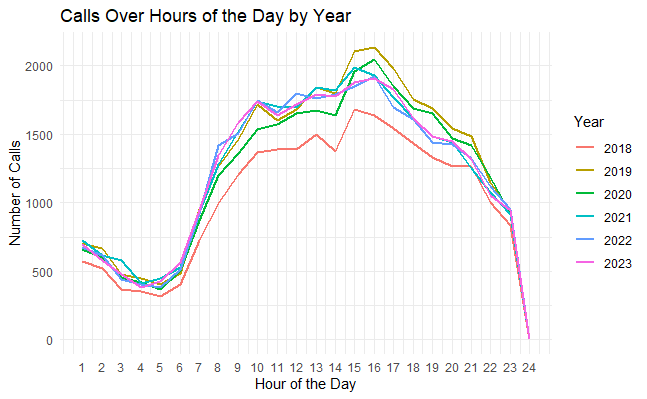 Calls Over Hours of the Day by Year
Number of Calls
2000
1500
1000
500
0
1 2 3 4 5 6 7 8 9 10 11 12 13 14 15 16 17 18 19 20 21 22 23 24
Hour of the Day
Year
2018
2019
2020
2021
2022
2023